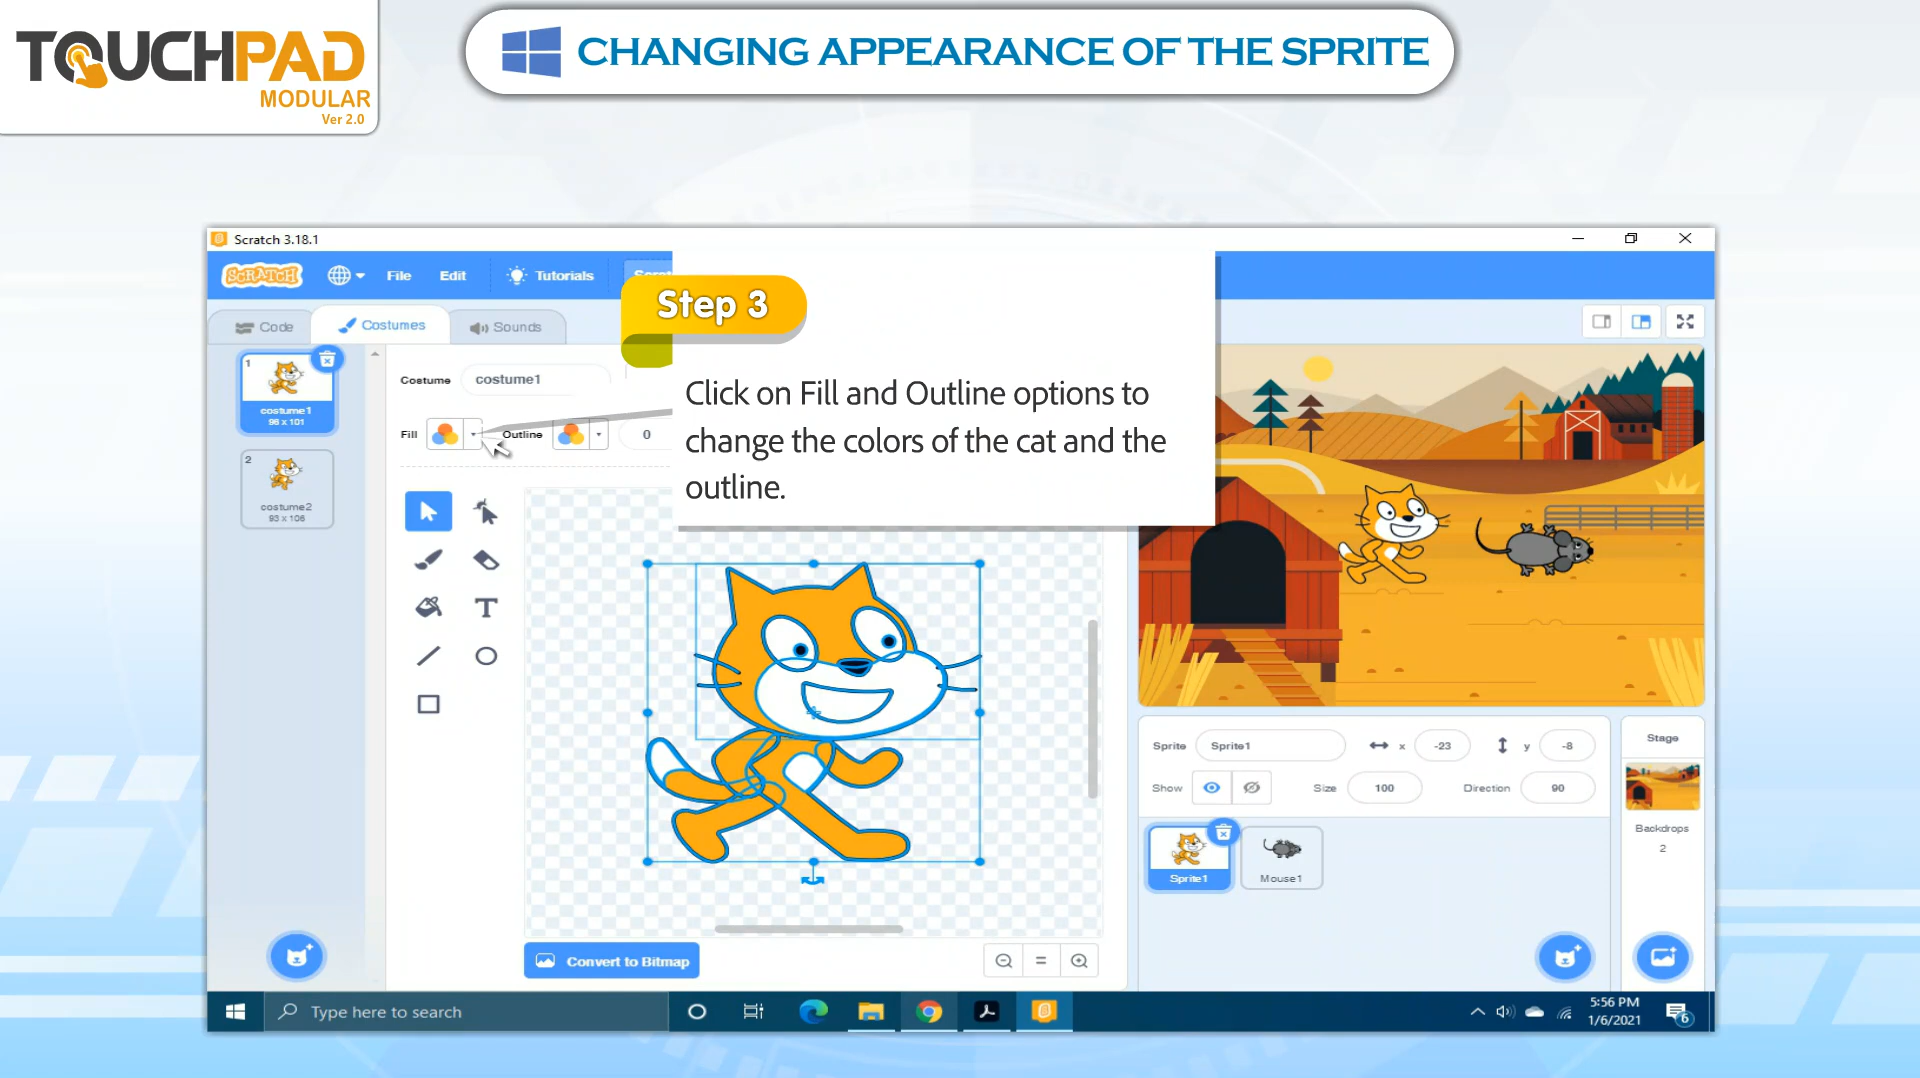 TOUCHPAD
MODULAR
Ver 2.0
CHANGING APPEARANCE OF THE SPRITE
Scratch 3.18.1
SCRATCH
File
Edit
Tutorials
Step 3
Code
Costumes
Sounds
Click on Fill and Outline options to
change the colors of the cat and the
outline.
1
costume1
96 x 101
2
costume2
93 x 106
Costume
costume1
Fill
Outline
0
T
Convert to Bitmap
Sprite
Sprite1
x
-23
y
-8
Show
Size
100
Direction
90
Sprite1
Mouse1
Stage
Backdrops
2
Type here to search
5:56 PM
1/6/2021
6